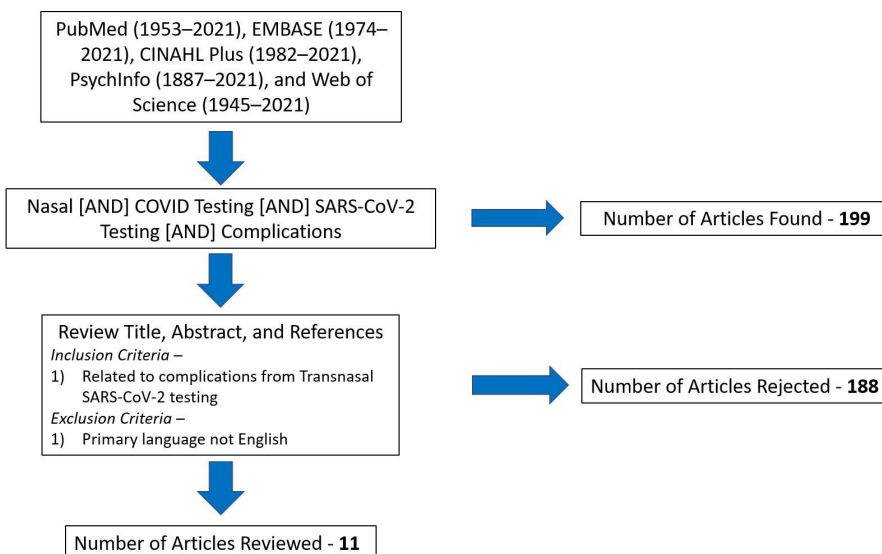 PubMed (1953–2021), EMBASE (1974–
2021), CINAHL Plus (1982–2021),
PsychInfo (1887–2021), and Web of
Science (1945–2021)
Nasal [AND] COVID Testing [AND] SARS-CoV-2
Testing [AND] Complications
Number of Articles Found - 199
Review Title, Abstract, and References
Inclusion Criteria –
1) Related to complications from Transnasal
SARS-CoV-2 testing
Exclusion Criteria –
1) Primary language not English
Number of Articles Rejected - 188
Number of Articles Reviewed - 11